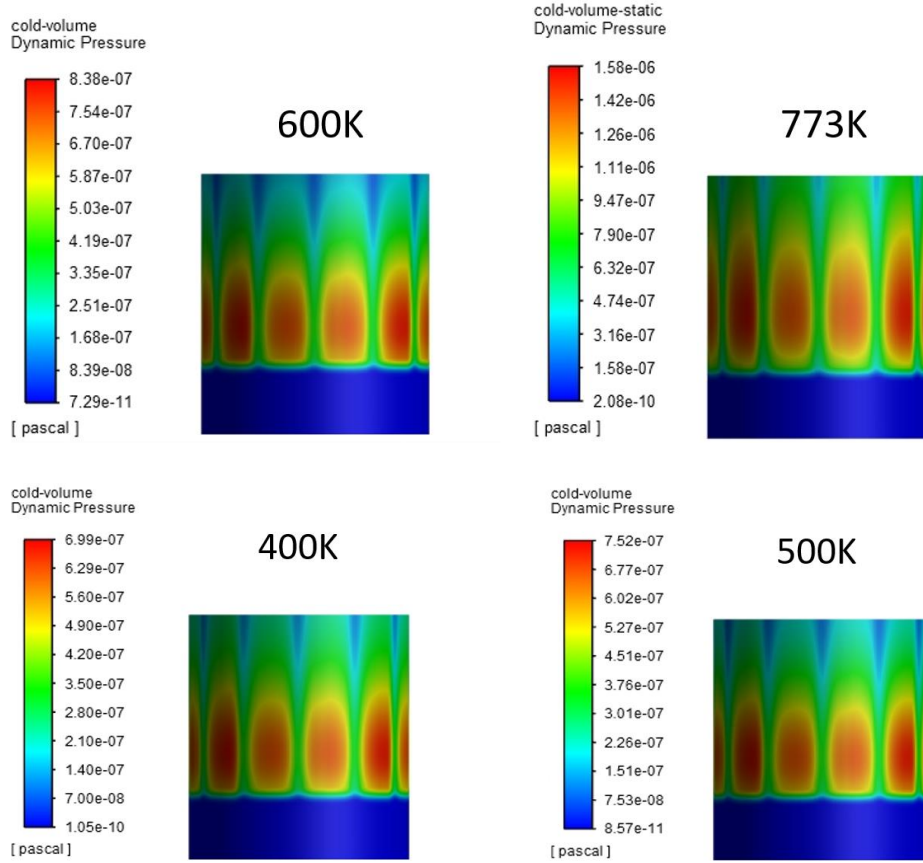 cold-volume
Dynamic Pressure
8.38e-07
7.54e-07
6.70e-07
5.87e-07
5.03e-07
4.19e-07
3.35e-07
2.51e-07
1.68e-07
8.39e-08
7.29e-11
[ pascal ]
600K
cold-volume-static
Dynamic Pressure
1.58e-06
1.42e-06
1.26e-06
1.11e-06
9.47e-07
7.90e-07
6.32e-07
4.74e-07
3.16e-07
1.58e-07
2.08e-10
[ pascal ]
773K
cold-volume
Dynamic Pressure
6.99e-07
6.29e-07
5.60e-07
4.90e-07
4.20e-07
3.50e-07
2.80e-07
2.10e-07
1.40e-07
7.00e-08
1.05e-10
[ pascal ]
400K
cold-volume
Dynamic Pressure
7.52e-07
6.77e-07
6.02e-07
5.27e-07
4.51e-07
3.76e-07
3.01e-07
2.26e-07
1.51e-07
7.53e-08
8.57e-11
[ pascal ]
500K